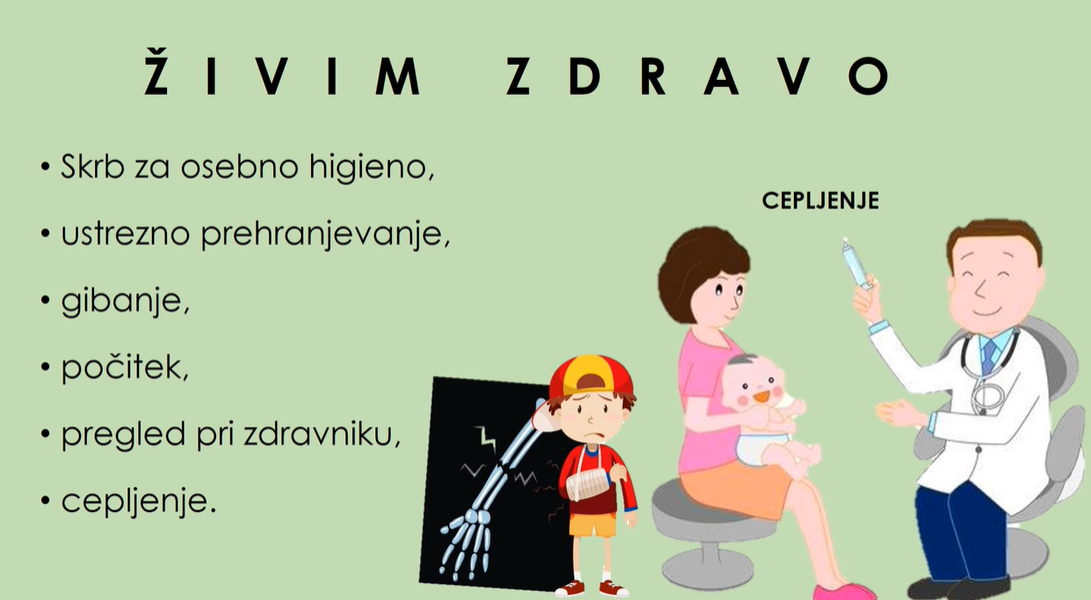 ŽIVIM ZDRAVO
• Skrb za osebno higieno,
• ustrezno prehranjevanje,
• gibanje,
• počitek,
• pregled pri zdravniku,
• cepljenje.
CEPLJENJE